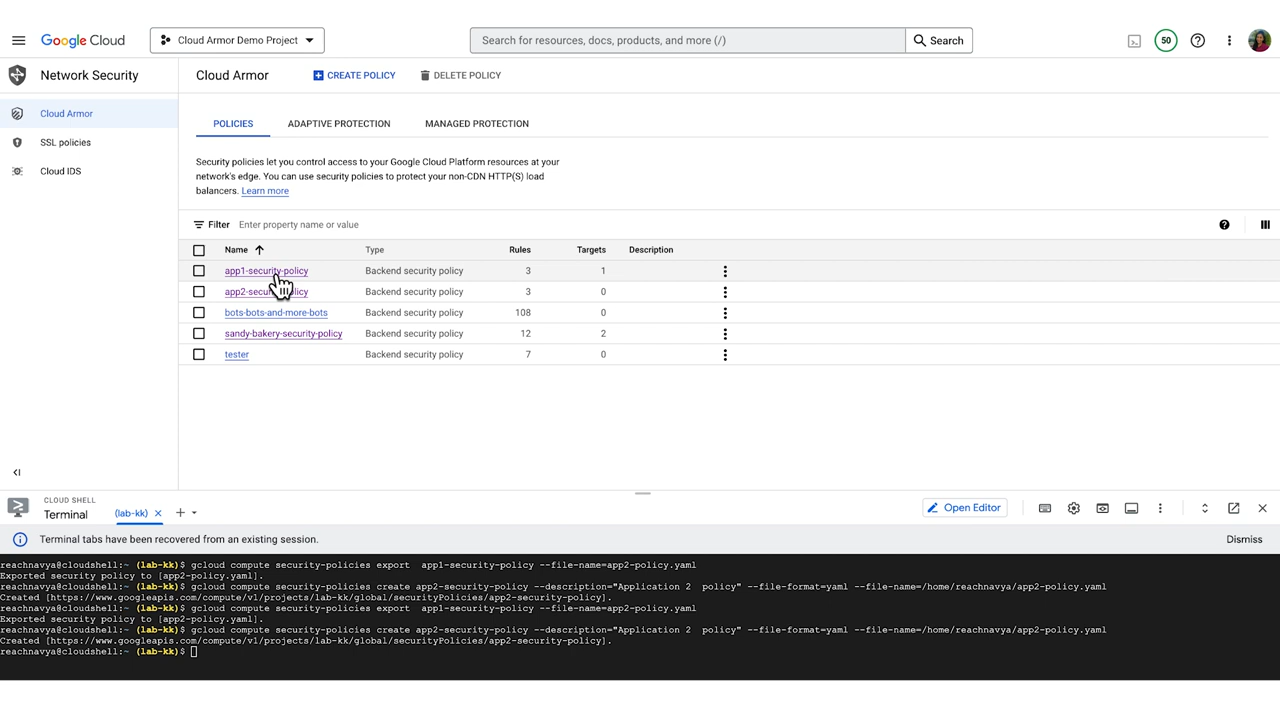 Google Cloud
Cloud Armor Demo Project
Search for resources, docs, products, and more (/)
Search
50
Network Security
Cloud Armor
CREATE POLICY
DELETE POLICY
Cloud Armor
SSL policies
Cloud IDS
POLICIES
ADAPTIVE PROTECTION
MANAGED PROTECTION
Security policies let you control access to your Google Cloud Platform resources at your
network's edge. You can use security policies to protect your non-CDN HTTP(S) load
balancers. Learn more
Filter Enter property name or value
Name Type Rules Targets Description
app1-security-policy Backend security policy 3 1
app2-security-policy Backend security policy 3 0
bots-bots-and-more-bots Backend security policy 108 0
sandy-bakery-security-policy Backend security policy 12 2
tester Backend security policy 7 0
CLOUD SHELL
Terminal
(lab-kk)
Open Editor
Terminal tabs have been recovered from an existing session.
Dismiss
reachnavya@cloudshell:~ (lab-kk)$ gcloud compute security-policies export  app1-security-policy --file-name=app2-policy.yaml
Exported security policy to [app2-policy.yaml].
reachnavya@cloudshell:~ (lab-kk)$ gcloud compute security-policies create app2-security-policy --description="Application 2  policy" --file-format=yaml --file-name=/home/reachnavya/app2-policy.yaml
Created [https://www.googleapis.com/compute/v1/projects/lab-kk/global/securityPolicies/app2-security-policy].
reachnavya@cloudshell:~ (lab-kk)$ gcloud compute security-policies export  app1-security-policy --file-name=app2-policy.yaml
Exported security policy to [app2-policy.yaml].
reachnavya@cloudshell:~ (lab-kk)$ gcloud compute security-policies create app2-security-policy --description="Application 2  policy" --file-format=yaml --file-name=/home/reachnavya/app2-policy.yaml
Created [https://www.googleapis.com/compute/v1/projects/lab-kk/global/securityPolicies/app2-security-policy].
reachnavya@cloudshell:~ (lab-kk)$